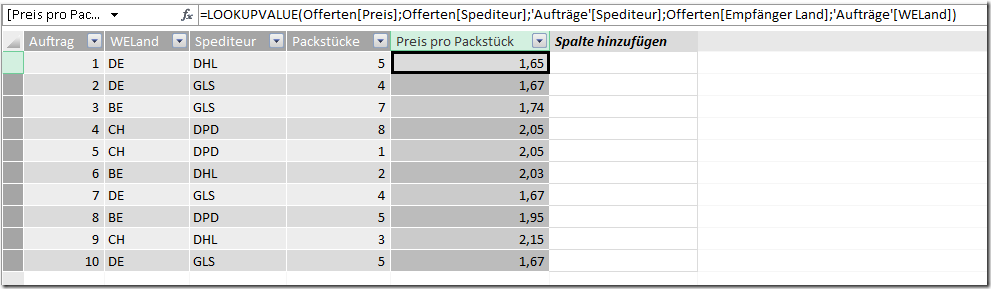 [Preis pro Pac... fx =LOOKUPVALUE(Offerten[Preis];Offerten[Spediteur];'Aufträge'[Spediteur];Offerten[Empfänger Land];'Aufträge'[WELand])
Auftrag WELand Spediteur Packstücke Preis pro Packstück Spalte hinzufügen
1 DE DHL 5 1,65
2 DE GLS 4 1,67
3 BE GLS 7 1,74
4 CH DPD 8 2,05
5 CH DPD 1 2,05
6 BE DHL 2 2,03
7 DE GLS 4 1,67
8 BE DPD 5 1,95
9 CH DHL 3 2,15
10 DE GLS 5 1,67